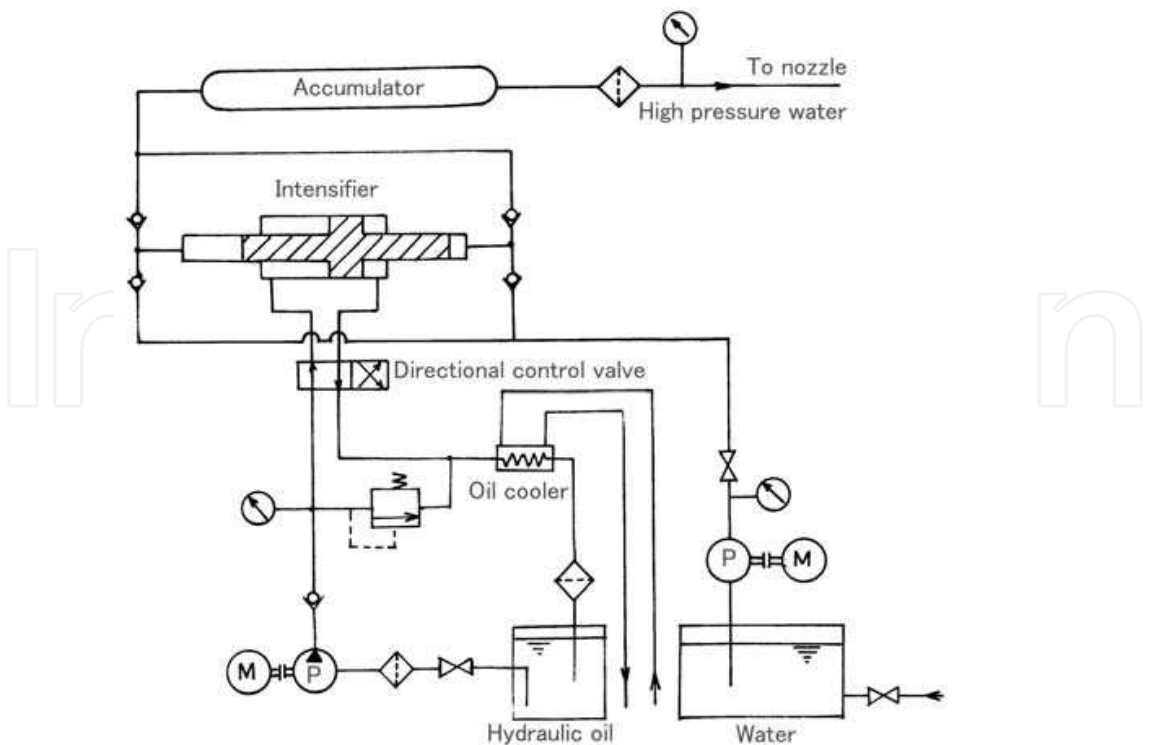 To nozzle
Accumulator
High pressure water
Intensifier
Directional control valve
Oil cooler
P
M
M
P
Hydraulic oil
Water